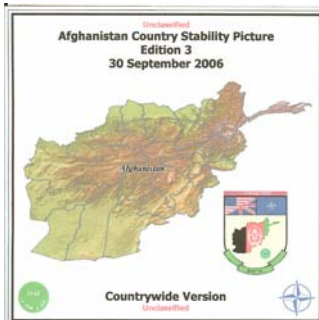 Unclassified
Afghanistan Country Stability Picture
Edition 3
30 September 2006
Afghanistan
Countrywide Version
Unclassified